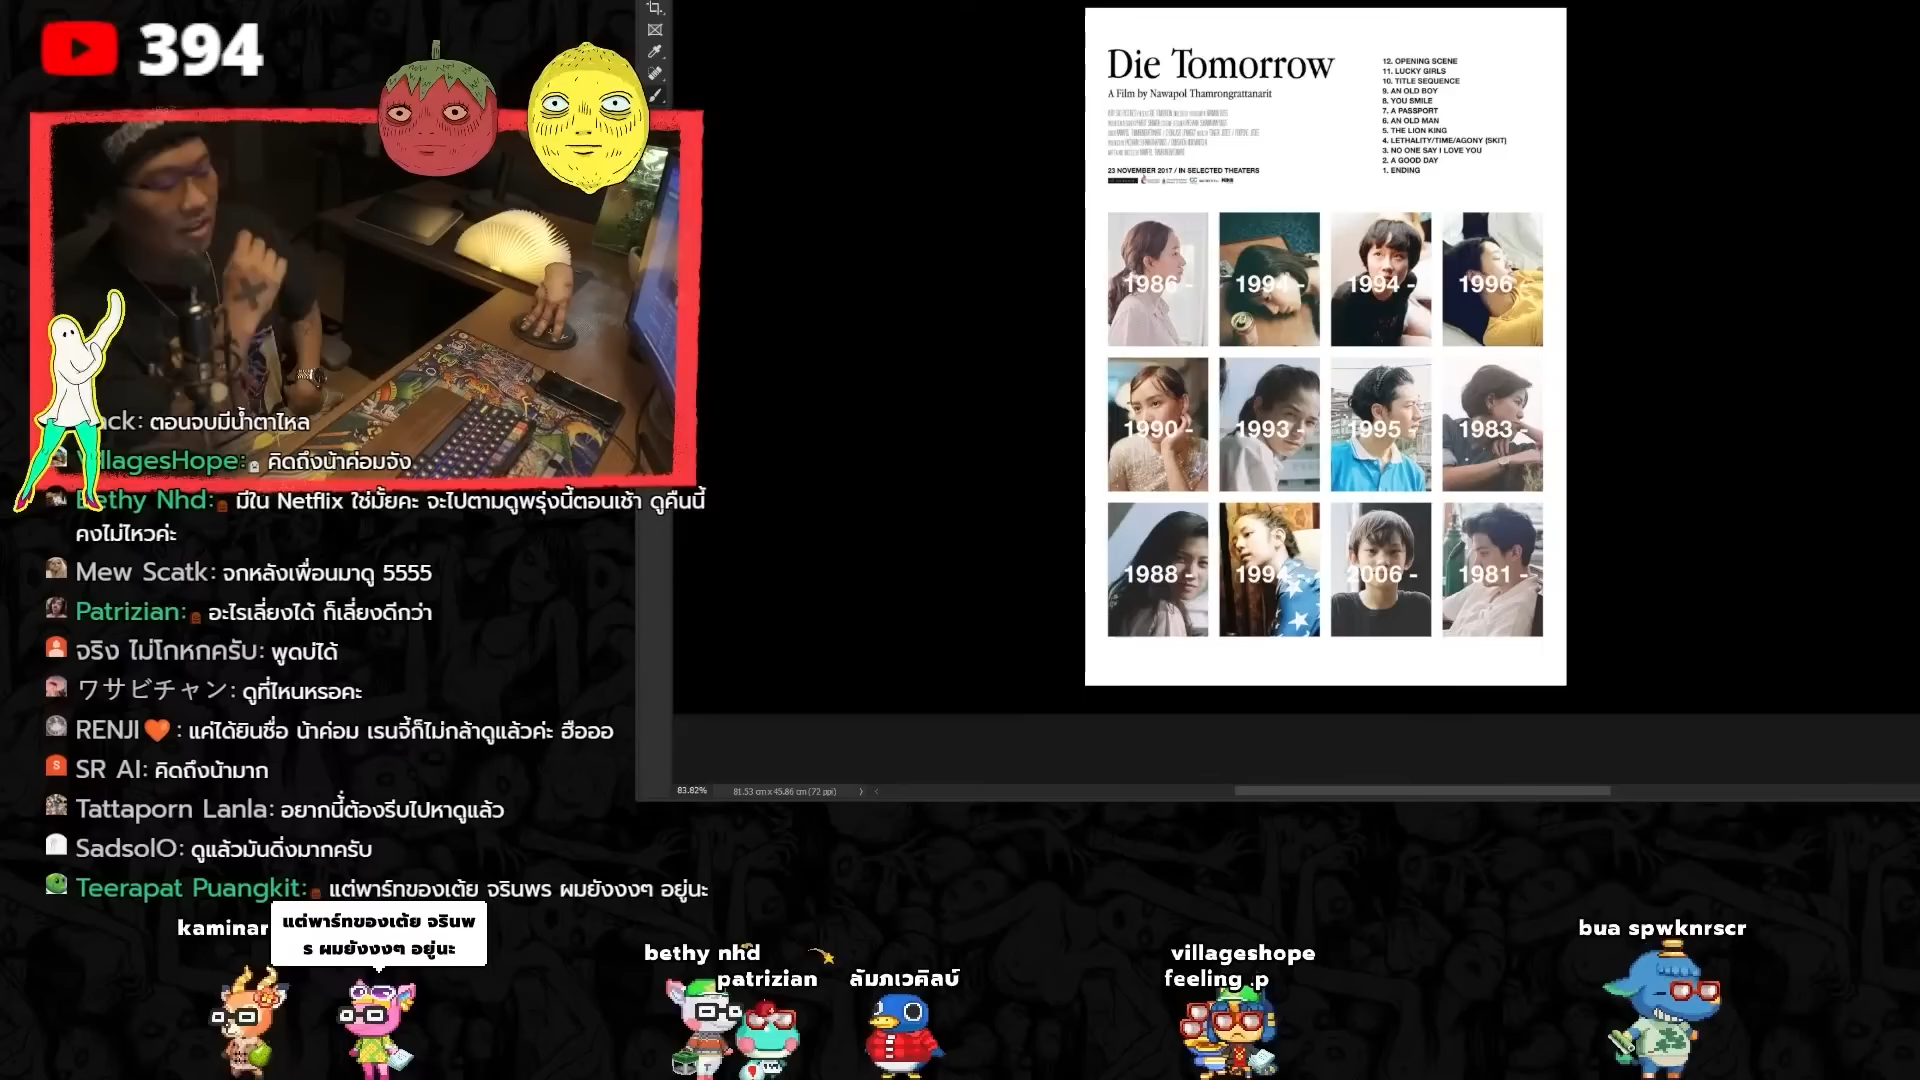 394
Die Tomorrow
A Film by Nawapol Thamrongrattanarit
23 NOVEMBER 2017 / IN SELECTED THEATERS
12. OPENING SCENE
11. LUCKY GIRLS
10. TITLE SEQUENCE
9. AN OLD BOY
8. YOU SMILE
7. A PASSPORT
6. AN OLD MAN
5. THE LION KING
4. LETHALITY/TIME/AGONY (SKIT)
3. NO ONE SAY I LOVE YOU
2. A GOOD DAY
1. ENDING
1986 -
1994 -
1994 -
1996 -
1990 -
1993 -
1995 -
1983 -
1988 -
1994 -
2006 -
1981 -
83.82%
81.53 cm x 45.86 cm (72 ppi)
ack: ตอนจบมีน้ำตาไหล
VillagesHope: คิดถึงน้าค่อมจัง
Bethy Nhd: มีใน Netflix ใช่มั้ยคะ จะไปตามดูพรุ่งนี้ตอนเช้า ดูคืนนี้
คงไม่ไหวค่ะ
Mew Scatk: จกหลังเพื่อนมาดู 5555
Patrizian: อะไรเลี่ยงได้ ก็เลี่ยงดีกว่า
จริง ไม่โกหกครับ: พูดบ่ได้
ワサビチャン: ดูที่ไหนหรอคะ
RENJI🧡 : แค่ได้ยินชื่อ น้าค่อม เรนจี้ก็ไม่กล้าดูแล้วค่ะ ฮือออ
SR AI: คิดถึงน้ามาก
Tattaporn Lanla: อยากนี้่ต้องรีบไปหาดูแล้ว
SadsolO: ดูแล้วมันดิ่งมากครับ
Teerapat Puangkit: แต่พาร์ทของเต้ย จรินพร ผมยังงงๆ อยู่นะ
kaminar
แต่พาร์ทของเต้ย จรินพ
ร ผมยังงงๆ อยู่นะ
bethy nhd
patrizian
ลัมภเวคิลป์
villageshope
feeling .p
bua spwknrscr